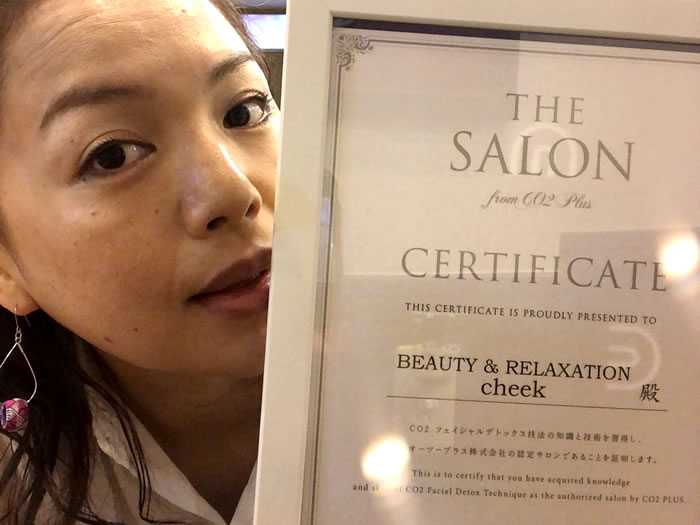 THE
SALON
from CO2 Plus
CERTIFICATE
THIS CERTIFICATE IS PROUDLY PRESENTED TO
BEAUTY & RELAXATION
cheek 殿
CO2 フェイシャルデトックス技法の知識と技術を習得し、
オーツープラス株式会社の認定サロンであることを証明します。
This is to certify that you have acquired knowledge
and skill of CO2 Facial Detox Technique as the authorized salon by CO2 PLUS.